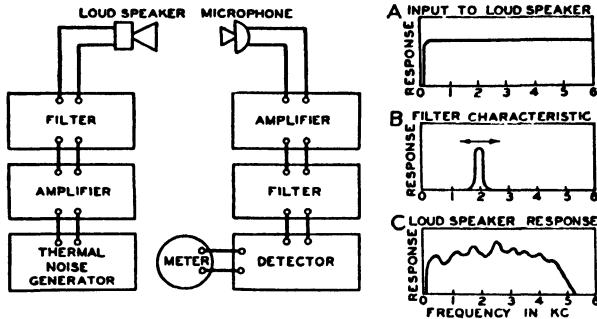 LOUD SPEAKER
MICROPHONE
FILTER
AMPLIFIER
THERMAL
NOISE
GENERATOR
AMPLIFIER
FILTER
DETECTOR
METER
A INPUT TO LOUD SPEAKER
RESPONSE
0 1 2 3 4 5 6
B FILTER CHARACTERISTIC
RESPONSE
0 1 2 3 4 5 6
C LOUD SPEAKER RESPONSE
RESPONSE
0 1 2 3 4 5 6
FREQUENCY IN KC